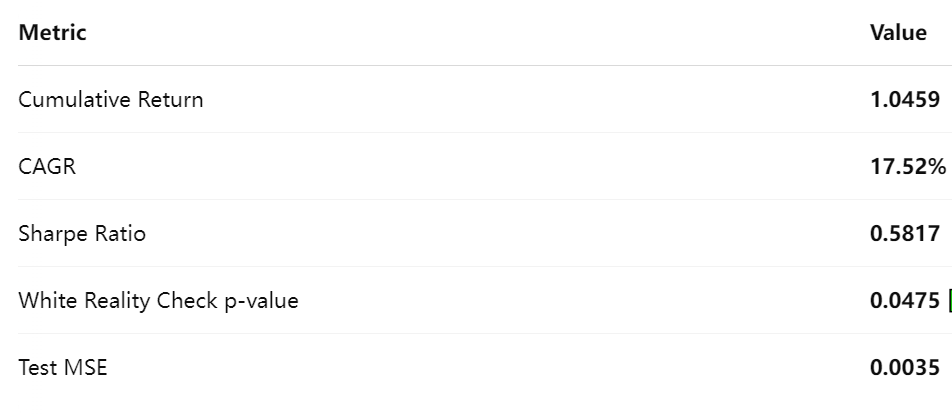 Metric Value
Cumulative Return 1.0459
CAGR 17.52%
Sharpe Ratio 0.5817
White Reality Check p-value 0.0475
Test MSE 0.0035